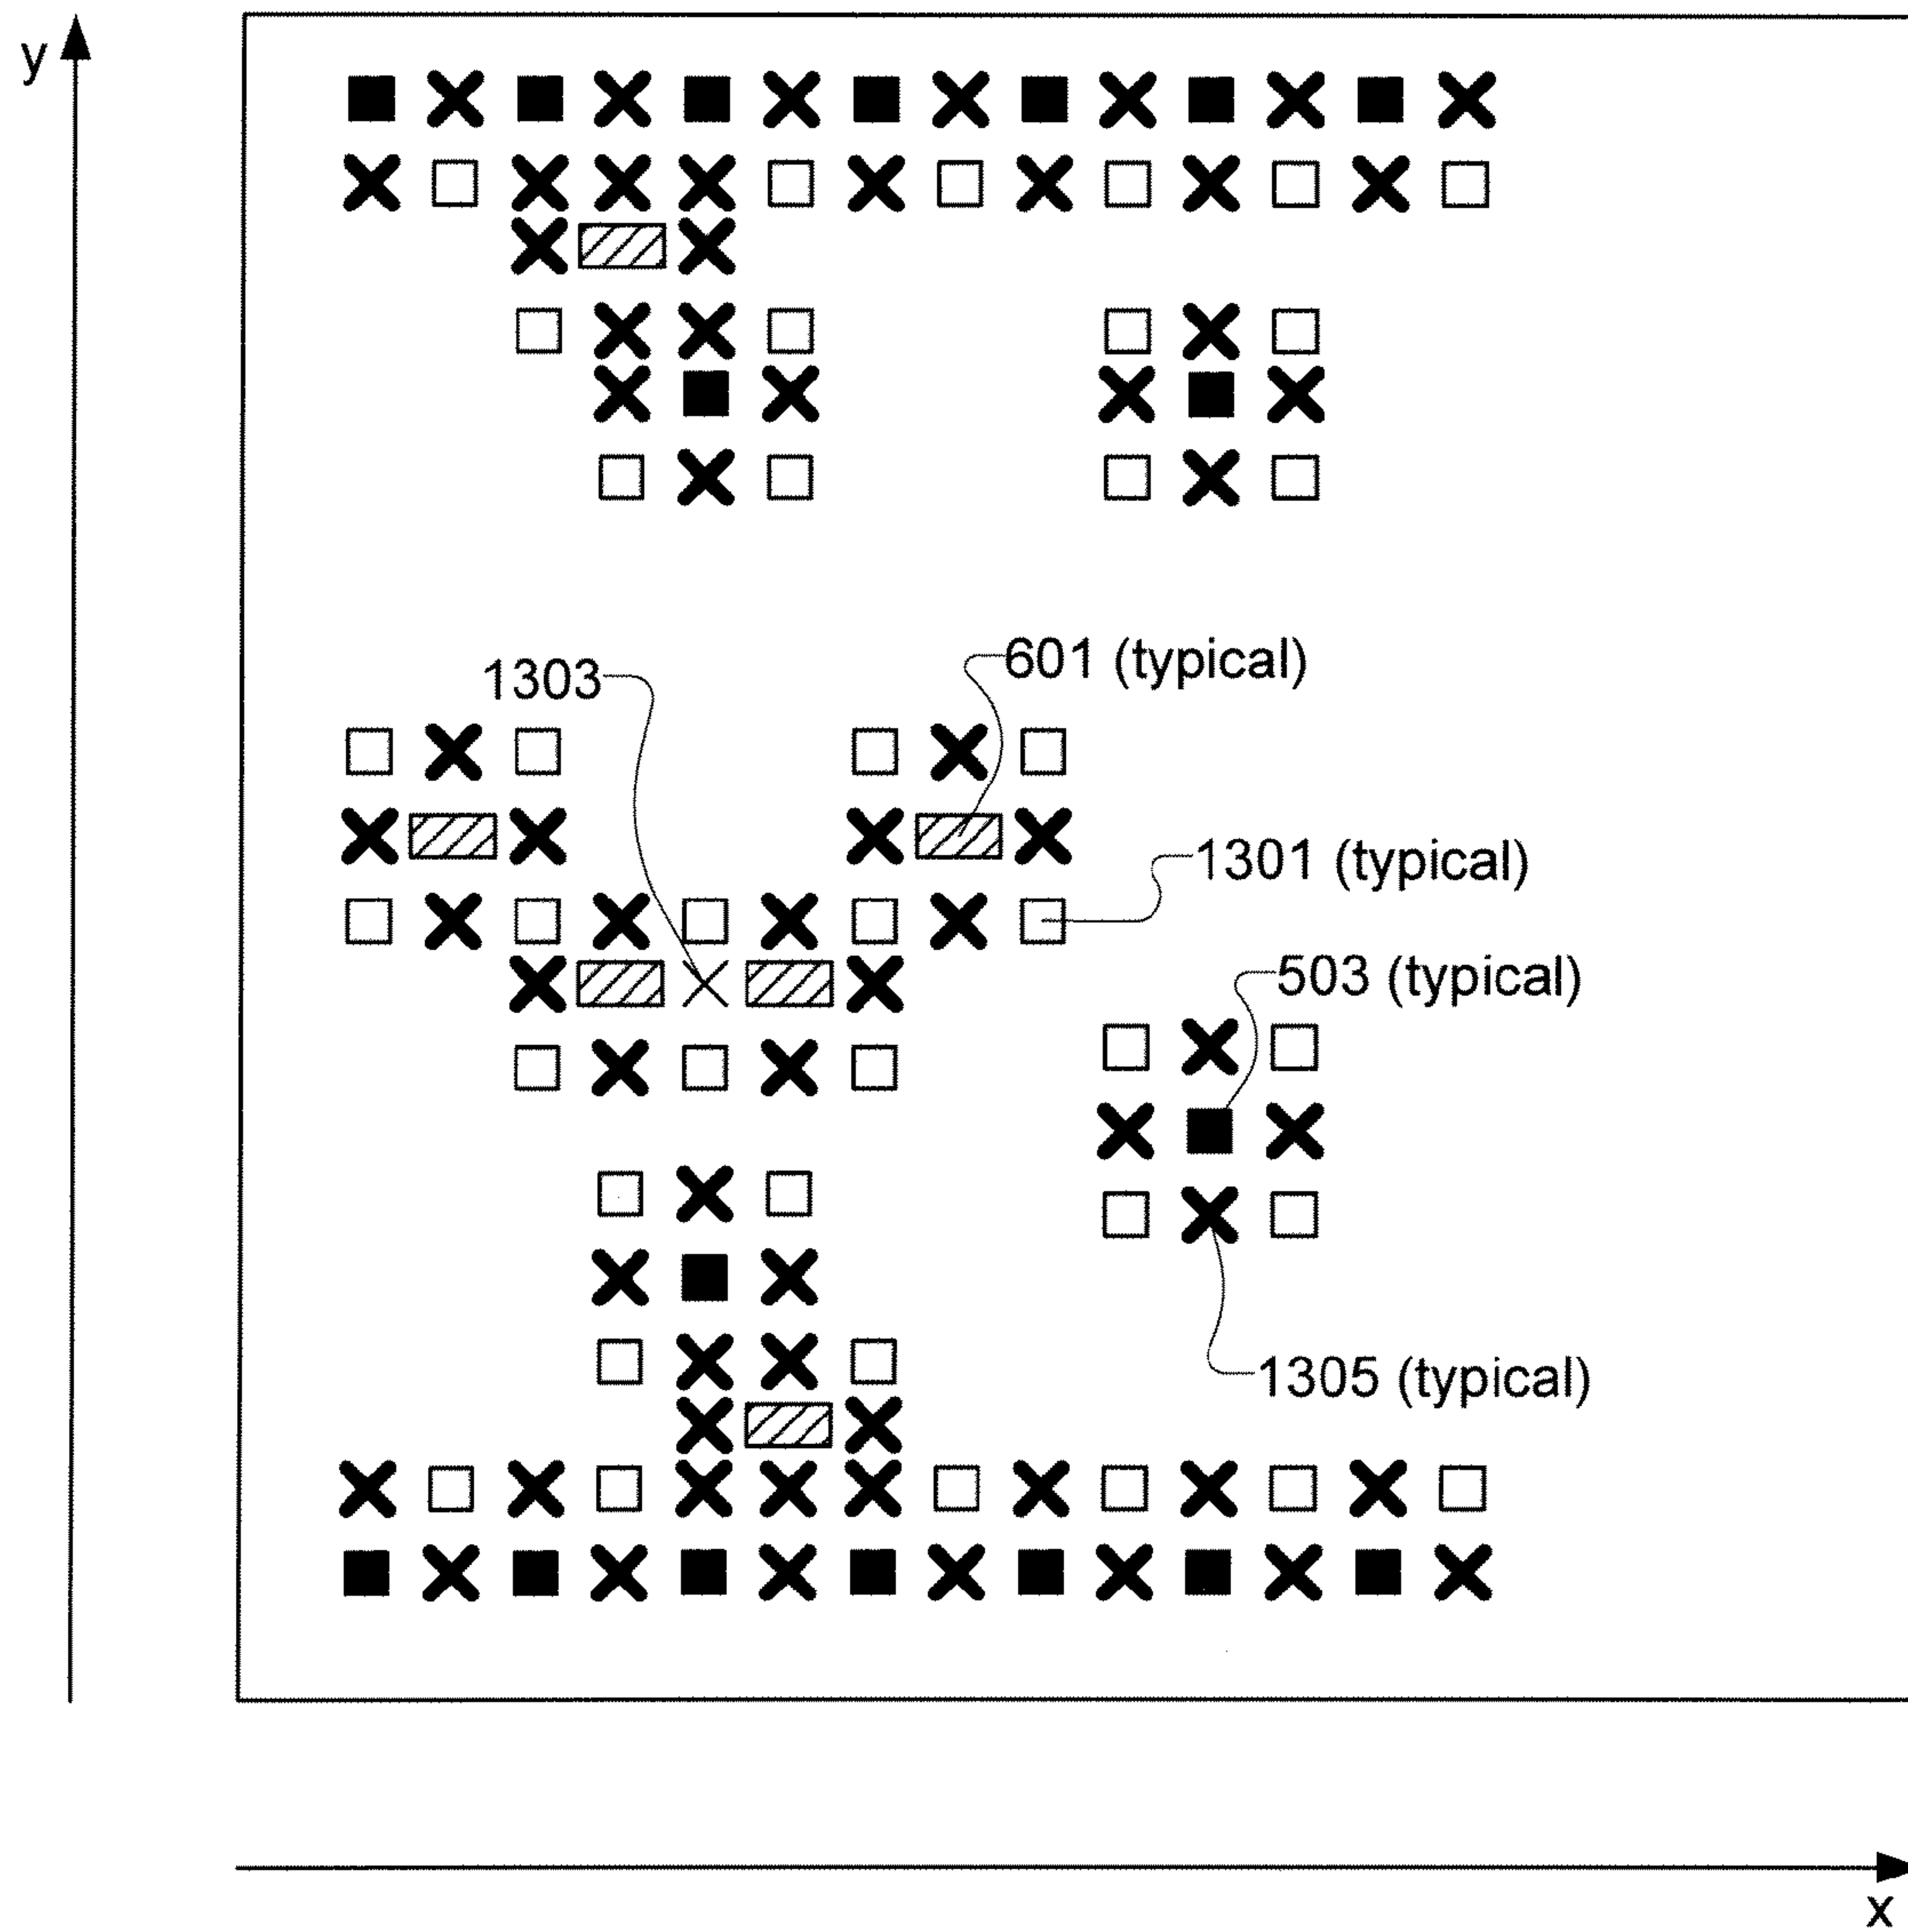 y
601 (typical)
1303
1301 (typical)
503 (typical)
1305 (typical)
x